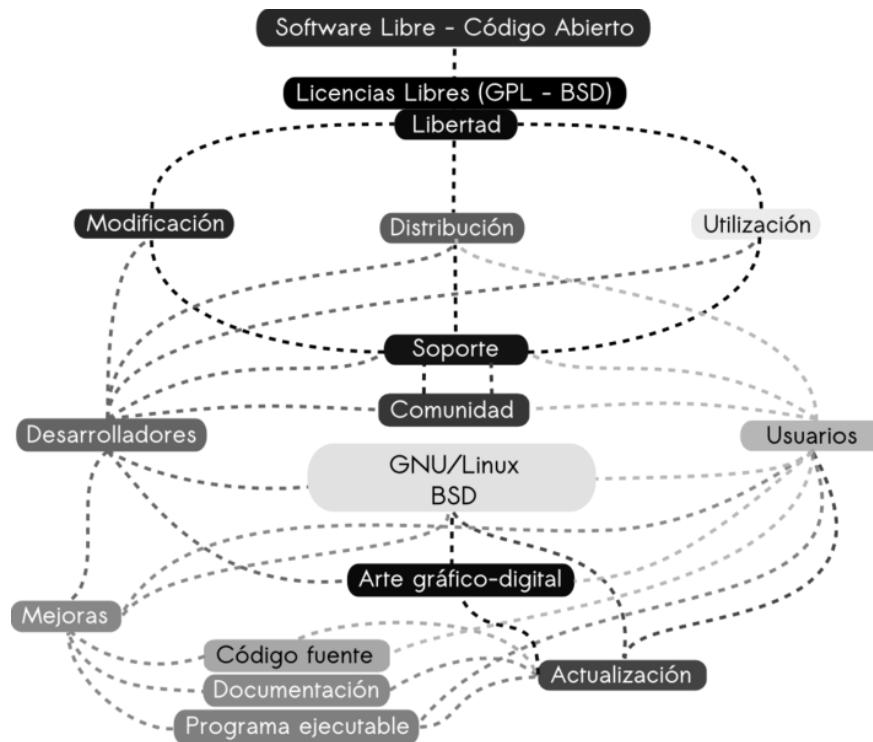 Software Libre - Código Abierto
Licencias Libres (GPL - BSD)
Libertad
Modificación
Distribución
Utilización
Soporte
Comunidad
Desarrolladores
Usuarios
GNU/Linux
BSD
Arte gráfico-digital
Mejoras
Código fuente
Actualización
Documentación
Programa ejecutable